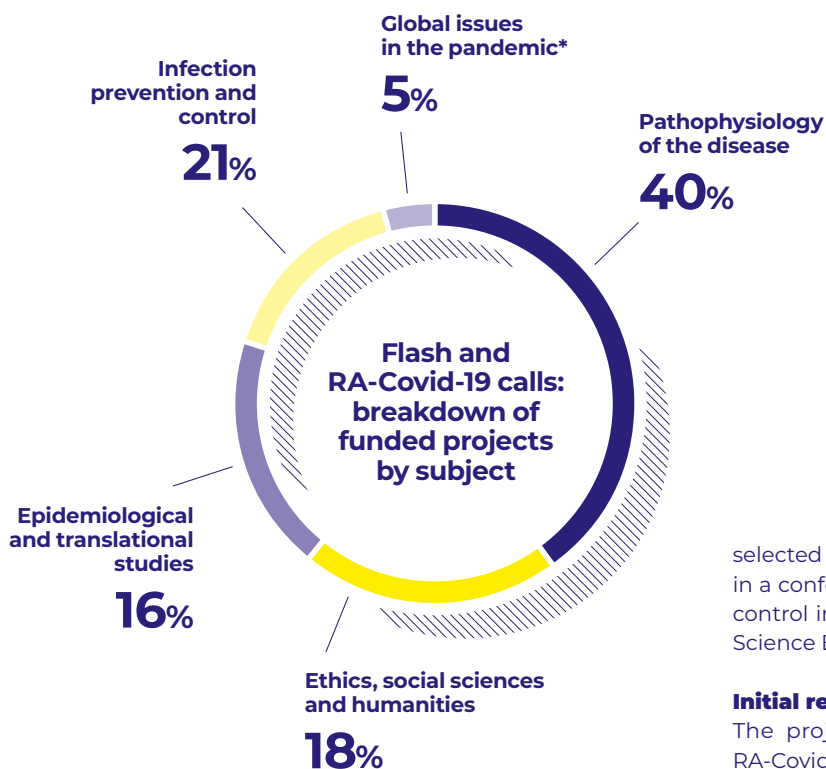 Global issues
in the pandemic*
5%
Infection
prevention and
control
21%
Pathophysiology
of the disease
40%
Flash and
RA-Covid-19 calls:
breakdown of
funded projects
by subject
Epidemiological
and translational
studies
16%
Ethics, social sciences
and humanities
18%
selected
in a
control
Science
Initial
The